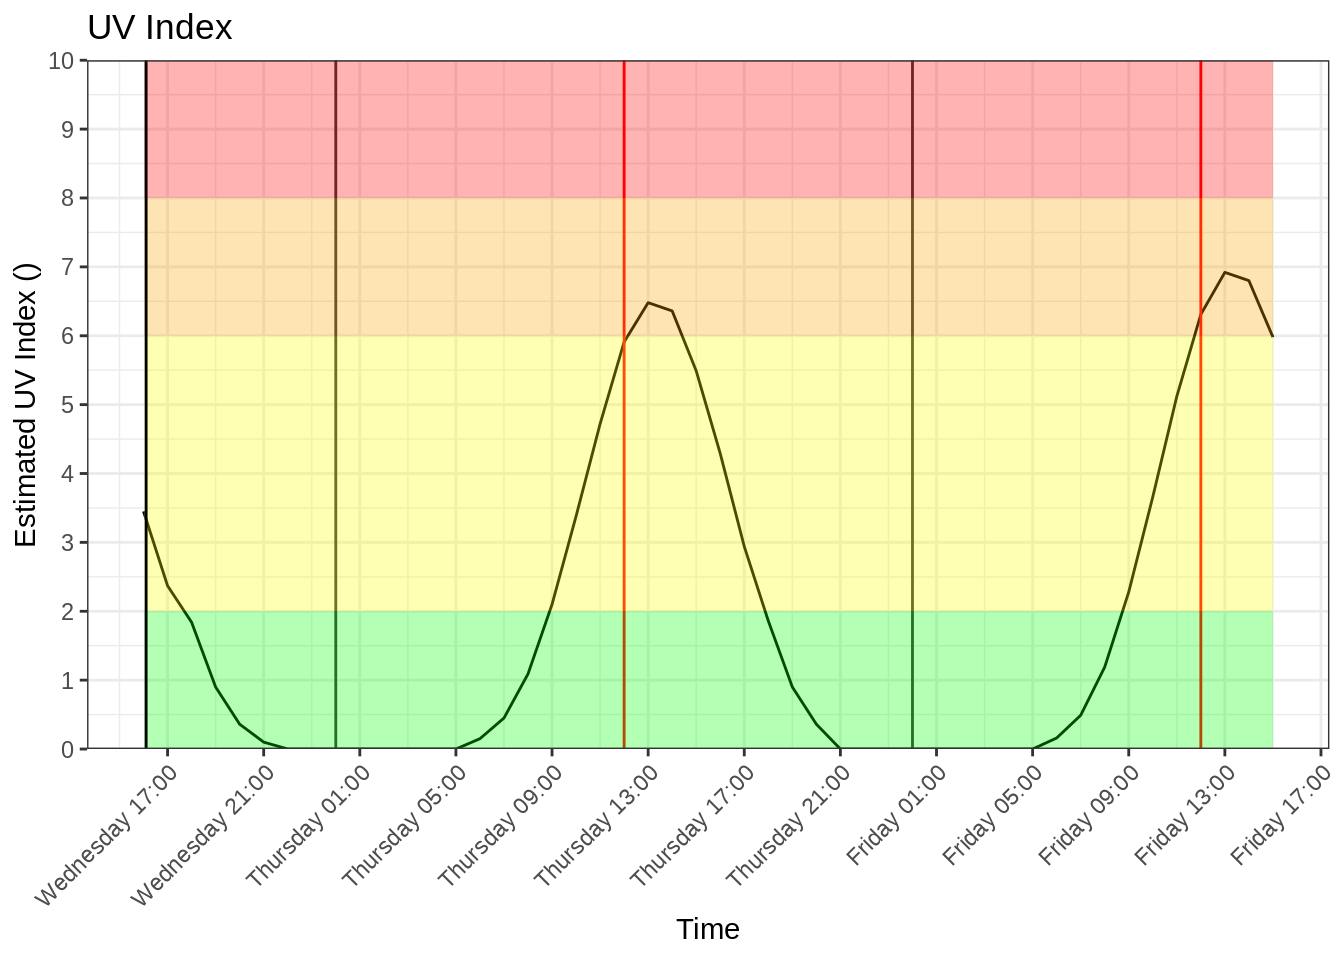 UV Index
Estimated UV Index ()
10
9
8
7
6
5
4
3
2
1
0
Wednesday 17:00
Wednesday 21:00
Thursday 01:00
Thursday 05:00
Thursday 09:00
Thursday 13:00
Thursday 17:00
Thursday 21:00
Friday 01:00
Friday 05:00
Friday 09:00
Friday 13:00
Friday 17:00
Time